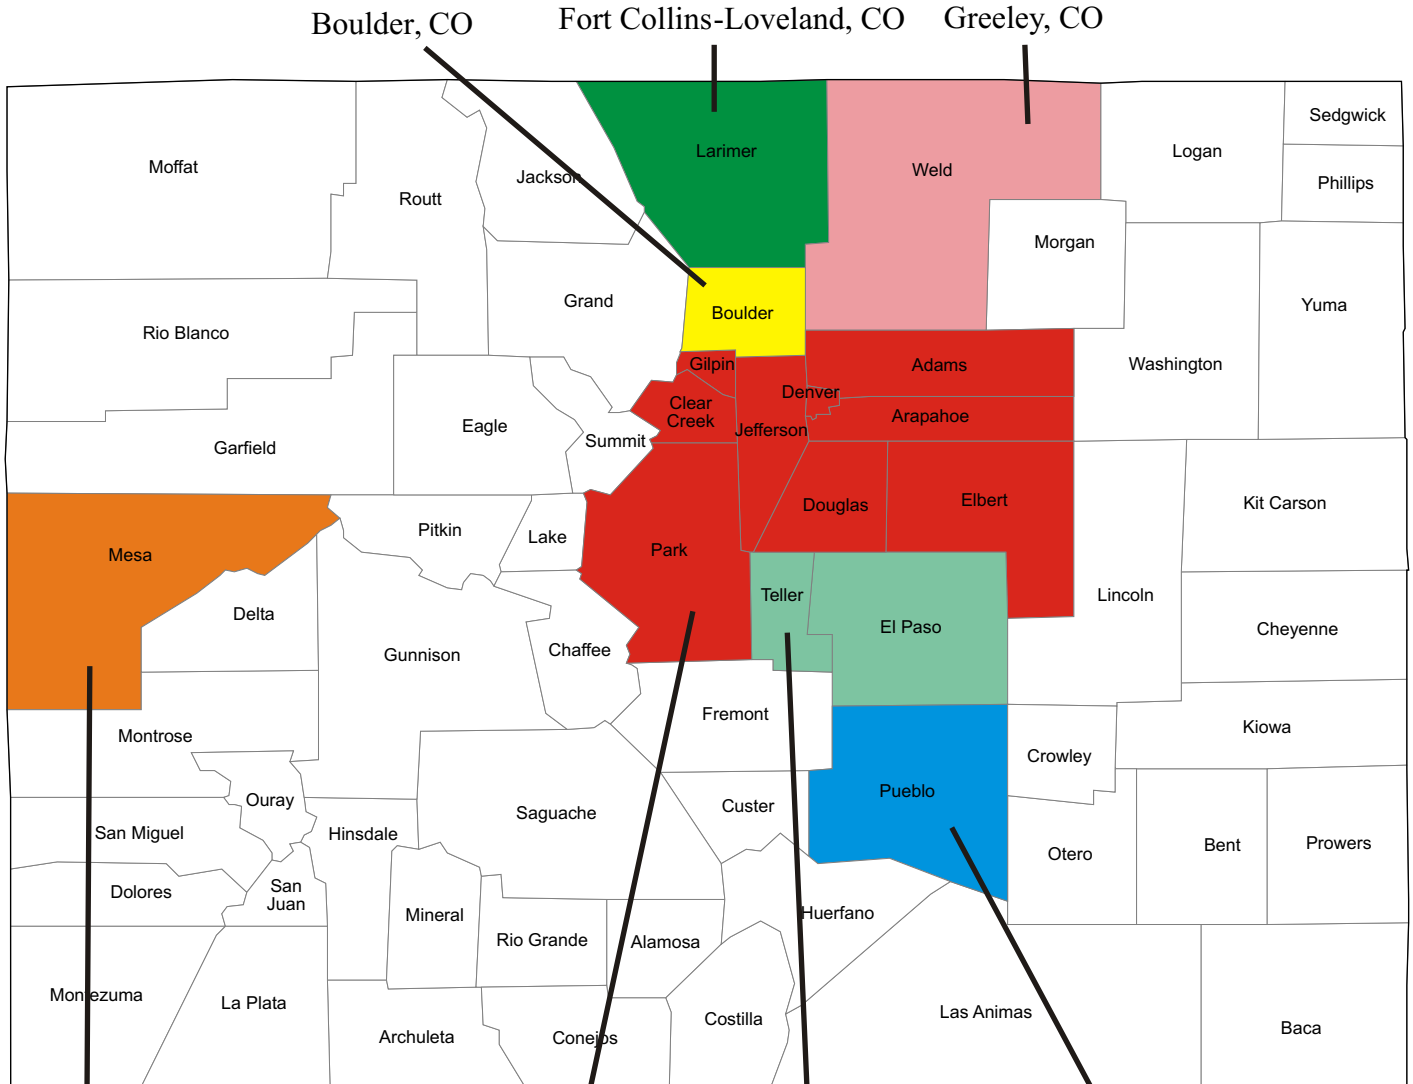 Boulder, CO
Fort Collins-Loveland, CO
Greeley, CO
Moffat
Routt
Jackson
Larimer
Weld
Logan
Sedgwick
Phillips
Morgan
Rio Blanco
Grand
Boulder
Yuma
Washington
Gilpin
Adams
Denver
Clear
Creek
Arapahoe
Jefferson
Garfield
Eagle
Summit
Douglas
Elbert
Kit Carson
Mesa
Pitkin
Lake
Park
Teller
Lincoln
Delta
El Paso
Cheyenne
Gunnison
Chaffee
Fremont
Kiowa
Montrose
Crowley
Pueblo
Ouray
Saguache
Custer
San Miguel
Hinsdale
Otero
Bent
Prowers
Dolores
San
Juan
Mineral
Huerfano
Rio Grande
Alamosa
Montezuma
La Plata
Las Animas
Costilla
Archuleta
Conejos
Baca